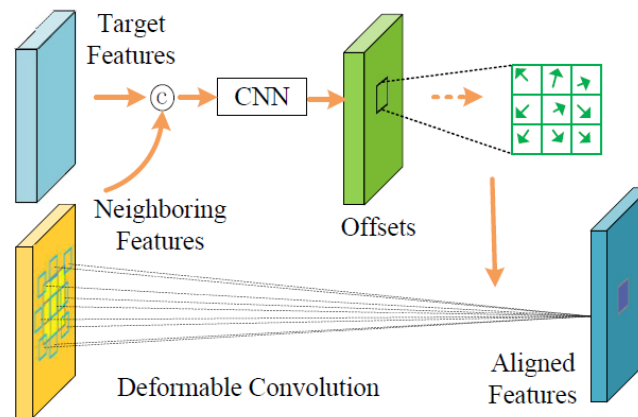 Target
Features
©
CNN
Neighboring
Features
Offsets
Deformable Convolution
Aligned
Features